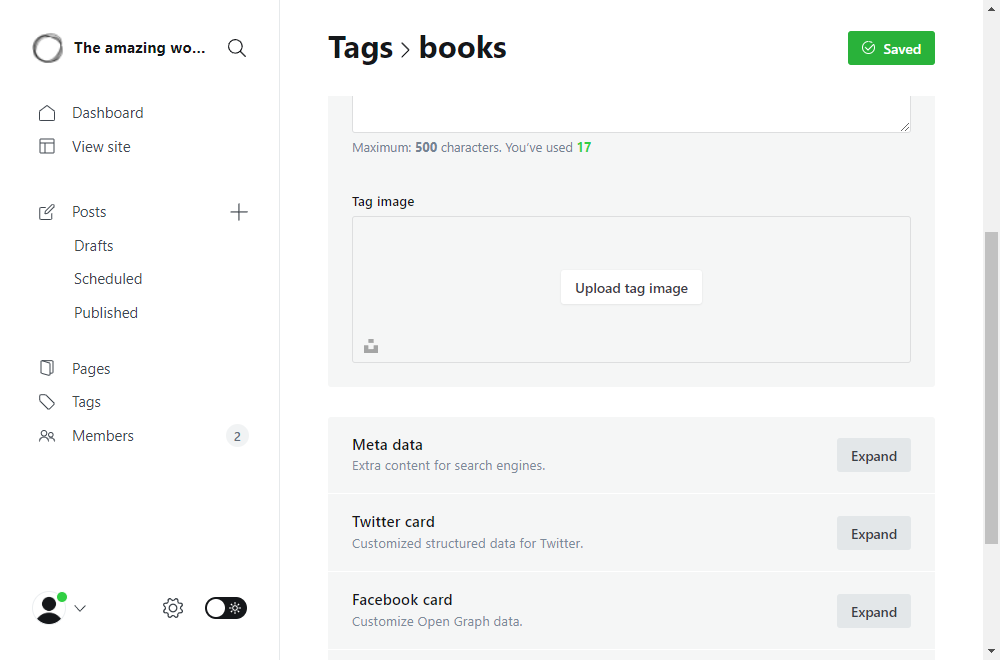 The amazing wo...
Dashboard
View site
Posts
Drafts
Scheduled
Published
Pages
Tags
Members
2
Tags > books
Saved
Maximum: 500 characters. You've used 17
Tag image
Upload tag image
Meta data
Extra content for search engines.
Expand
Twitter card
Customized structured data for Twitter.
Expand
Facebook card
Customize Open Graph data.
Expand